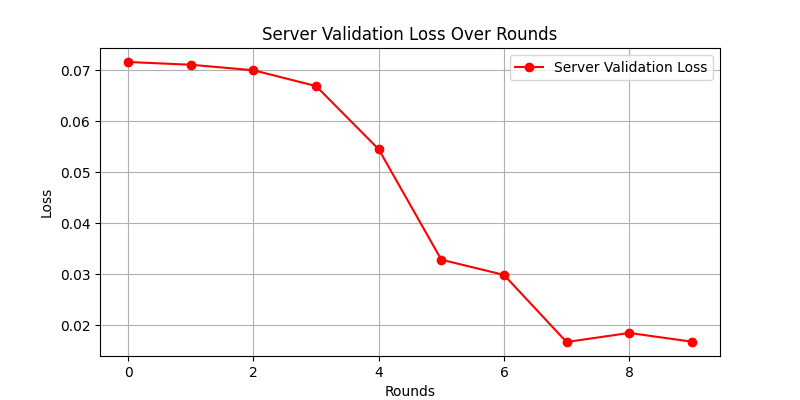 Server Validation Loss Over Rounds
Server Validation Loss
0.07
0.06
0.05
0.04
0.03
0.02
Loss
0 2 4 6 8
Rounds